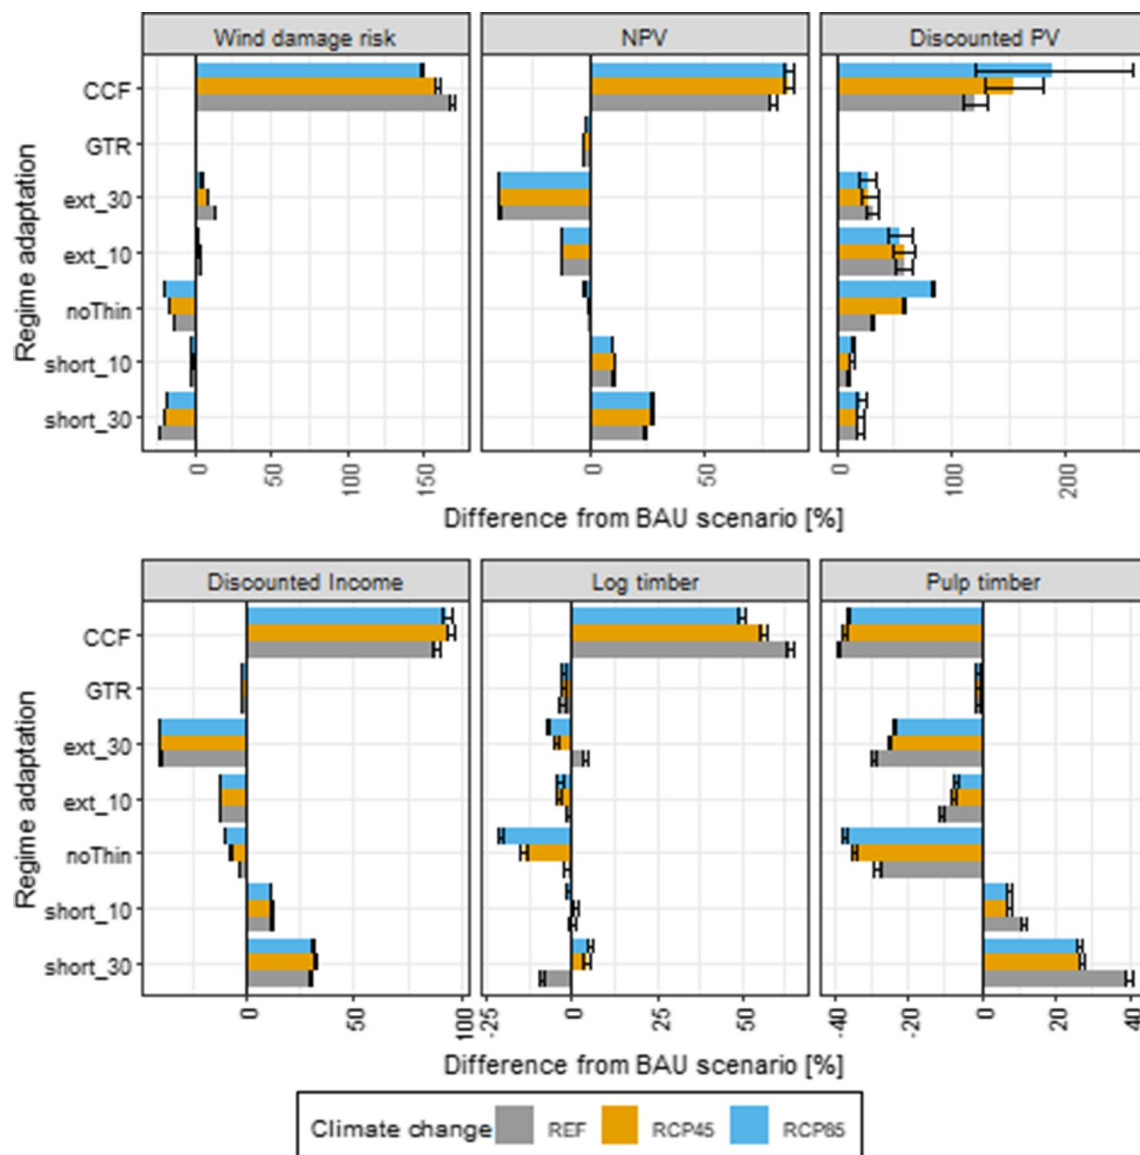 Wind damage risk NPV Discounted PV
Regime adaptation
CCF
GTR
ext_30
ext_10
noThin
short_10
short_30
0 50 100 150 0 50 0 100 200
Difference from BAU scenario [%]
Discounted Income Log timber Pulp timber
Regime adaptation
CCF
GTR
ext_30
ext_10
noThin
short_10
short_30
0 50 100 -25 0 25 50 -40 -20 0 20 40
Difference from BAU scenario [%]
Climate change REF RCP45 RCP85